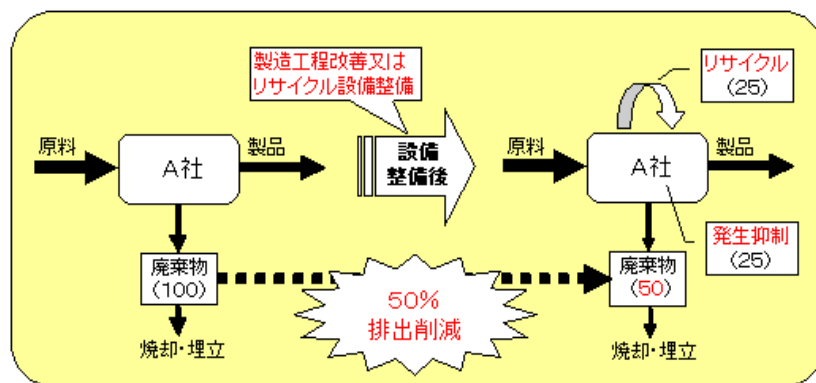 製造工程改善又は
リサイクル設備整備
リサイクル
(25)
原料
A社
製品
設備
整備後
原料
A社
製品
発生抑制
(25)
廃棄物
(100)
50%
排出削減
廃棄物
(50)
焼却・埋立
焼却・埋立